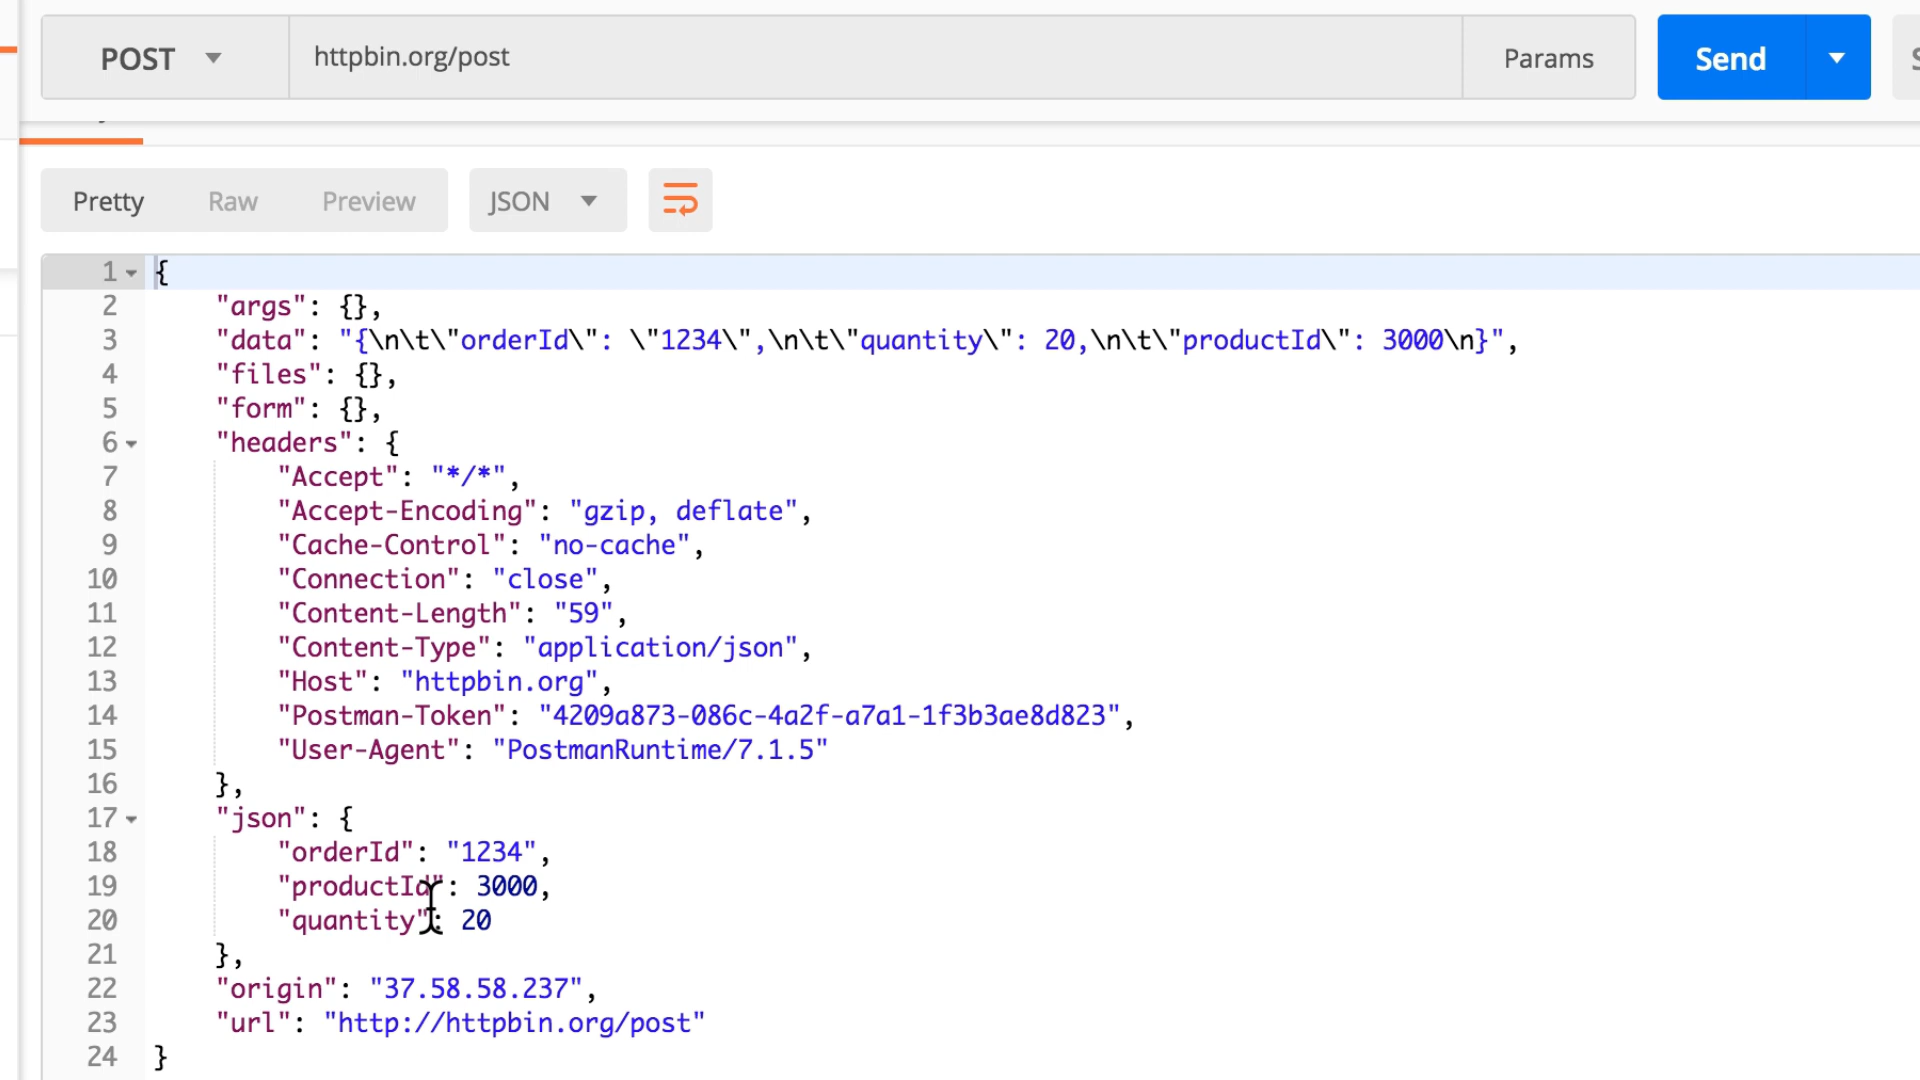 POST httpbin.org/post Params Send
Pretty Raw Preview JSON
1 {
2 "args": {},
3 "data": "{\n\t\"orderId\": \"1234\",\n\t\"quantity\": 20,\n\t\"productId\": 3000\n}",
4 "files": {},
5 "form": {},
6 "headers": {
7 "Accept": "*/*",
8 "Accept-Encoding": "gzip, deflate",
9 "Cache-Control": "no-cache",
10 "Connection": "close",
11 "Content-Length": "59",
12 "Content-Type": "application/json",
13 "Host": "httpbin.org",
14 "Postman-Token": "4209a873-086c-4a2f-a7a1-1f3b3ae8d823",
15 "User-Agent": "PostmanRuntime/7.1.5"
16 },
17 "json": {
18 "orderId": "1234",
19 "productId": 3000,
20 "quantity": 20
21 },
22 "origin": "37.58.58.237",
23 "url": "http://httpbin.org/post"
24 }